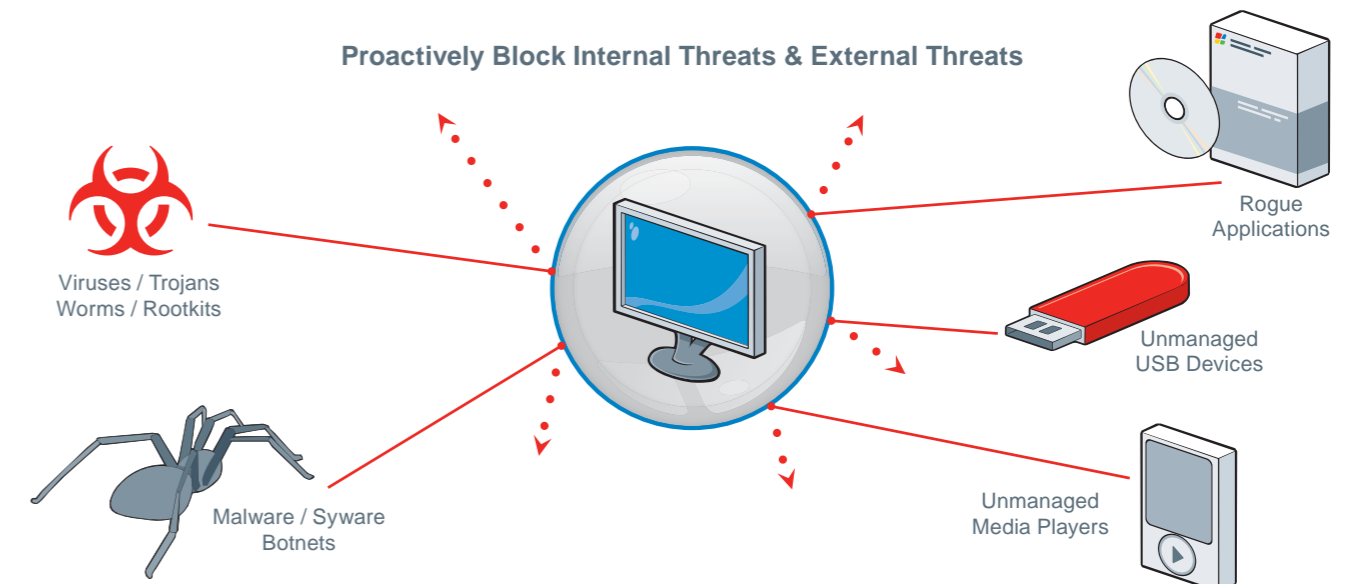 Proactively Block Internal Threats & External Threats
Viruses / Trojans
Worms / Rootkits
Malware / Syware
Botnets
Rogue
Applications
Unmanaged
USB Devices
Unmanaged
Media Players